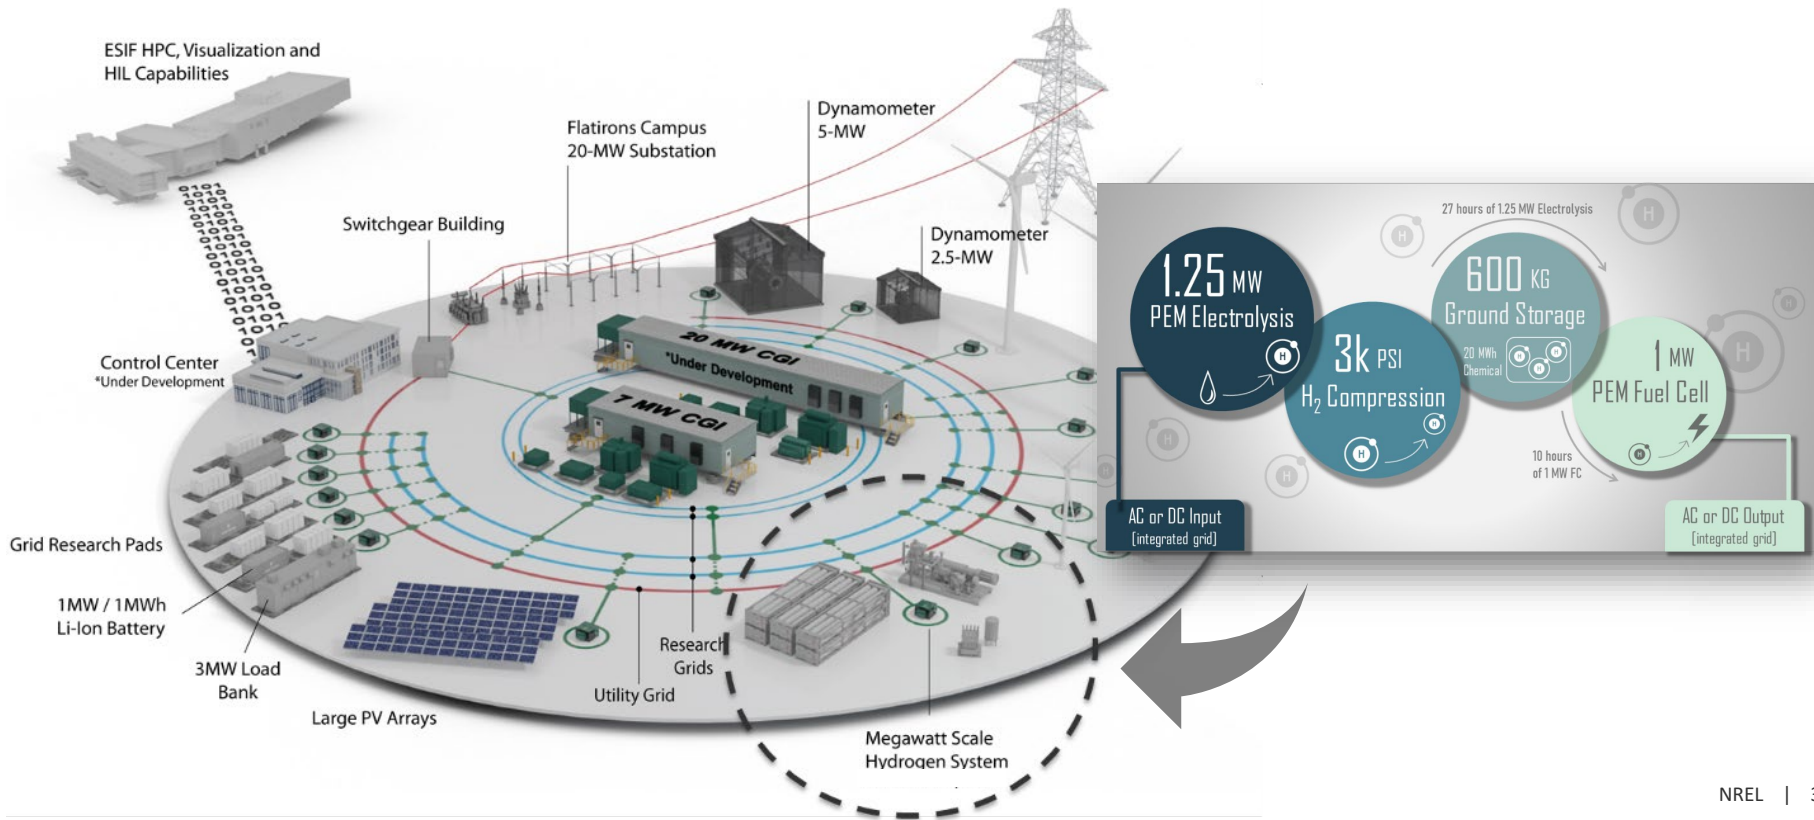 ESIF HPC, Visualization and
HIL Capabilities
Flatirons Campus
20-MW Substation
Dynamometer
5-MW
Switchgear Building
Dynamometer
2.5-MW
Control Center
*Under Development
20 MW CGI
*Under Development
7 MW CGI
Grid Research Pads
1MW / 1MWh
Li-Ion Battery
3MW Load
Bank
Large PV Arrays
Utility Grid
Research
Grids
Megawatt Scale
Hydrogen System
27 hours of 1.25 MW Electrolysis
1.25 MW
PEM Electrolysis
H
3k PSI
H₂ Compression
H
H
600 KG
Ground Storage
20 MWh
Chemical
H
H
H
1 MW
PEM Fuel Cell
H
10 hours
of 1 MW FC
H
H
H
H
H
H
AC or DC Input
[integrated grid]
AC or DC Output
[integrated grid]
NREL | 3